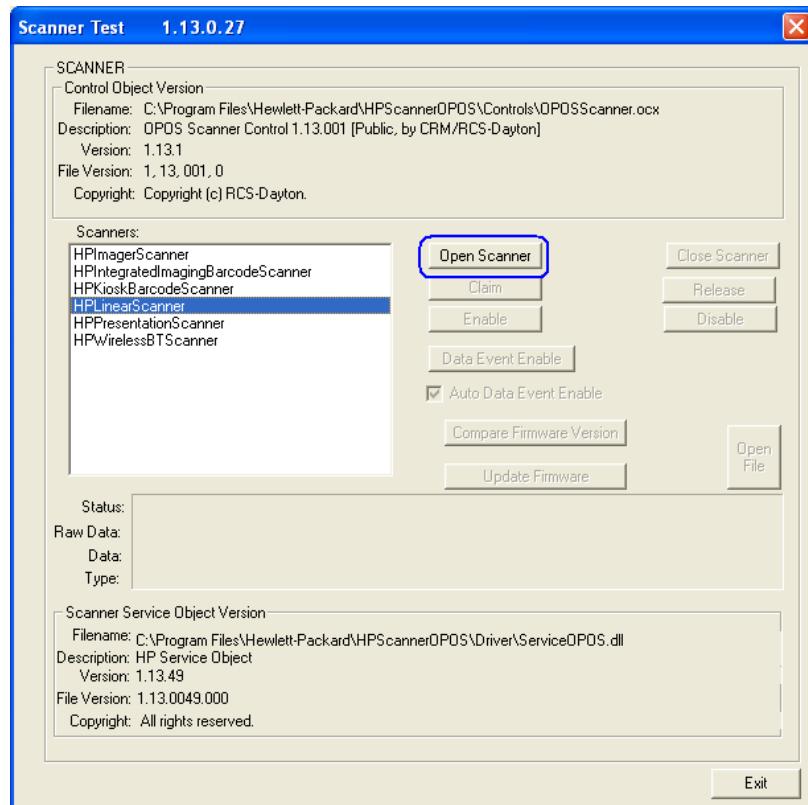 Scanner Test 1.13.0.27
SCANNER
Control Object Version
Filename: C:\Program Files\Hewlett-Packard\HPScannerOPOS\Controls\OPOSScanner.ocx
Description: OPOS Scanner Control 1.13.001 [Public, by CRM/RCS-Dayton]
Version: 1.13.1
File Version: 1, 13, 001, 0
Copyright: Copyright (c) RCS-Dayton.
Scanners:
HPImagerScanner
HPIntegratedImagingBarcodeScanner
HPKioskBarcodeScanner
HPLinearScanner
HPPresentationScanner
HPWirelessBTScanner
Open Scanner
Close Scanner
Claim
Release
Enable
Disable
Data Event Enable
Auto Data Event Enable
Compare Firmware Version
Open
File
Update Firmware
Status:
Raw Data:
Data:
Type:
Scanner Service Object Version
Filename: C:\Program Files\Hewlett-Packard\HPScannerOPOS\Driver\ServiceOPOS.dll
Description: HP Service Object
Version: 1.13.49
File Version: 1.13.0049.000
Copyright: All rights reserved.
Exit